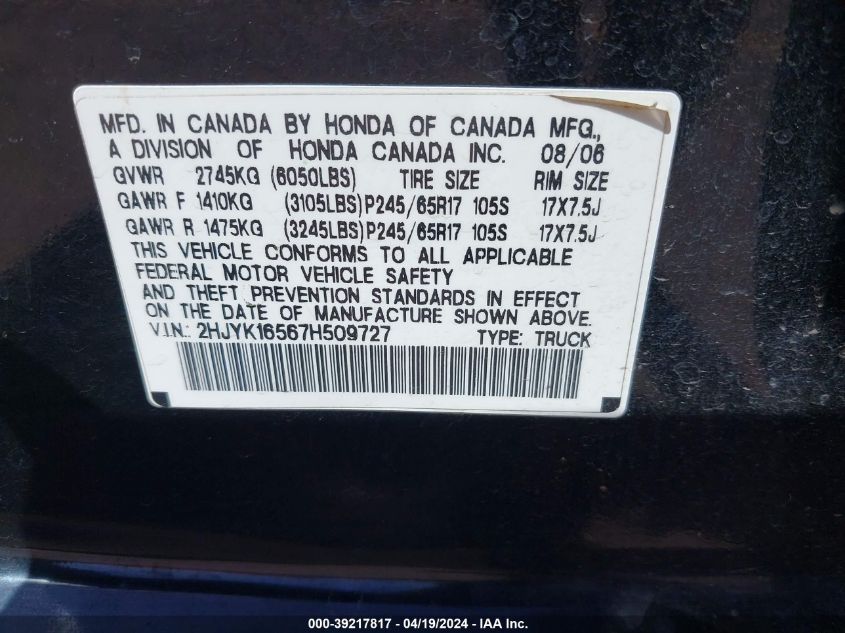 MFD. IN CANADA BY HONDA OF CANADA MFG.,
A DIVISION OF HONDA CANADA INC. 08/06
GVWR 2745KG (6050LBS) TIRE SIZE RIM SIZE
GAWR F 1410KG (3105LBS) P245/65R17 105S 17X7.5J
GAWR R 1475KG (3245LBS) P245/65R17 105S 17X7.5J
THIS VEHICLE CONFORMS TO ALL APPLICABLE
FEDERAL MOTOR VEHICLE SAFETY
AND THEFT PREVENTION STANDARDS IN EFFECT
ON THE DATE OF MANUFACTURE SHOWN ABOVE.
V.I.N.: 2HJYK16567H509727 TYPE: TRUCK
000-39217817 - 04/19/2024 - IAA Inc.